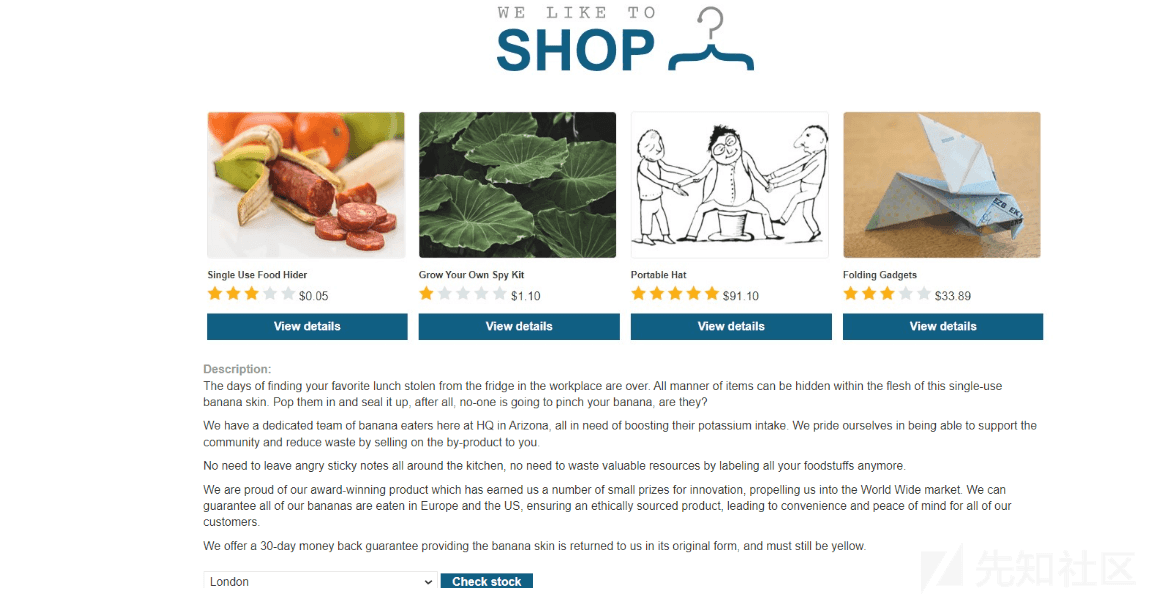 WE LIKE TO
SHOP
EZB EK
Single Use Food Hider
Grow Your Own Spy Kit
Portable Hat
Folding Gadgets
$0.05
$1.10
$91.10
$33.89
View details
View details
View details
View details
Description:
The days of finding your favorite lunch stolen from the fridge in the workplace are over. All manner of items can be hidden within the flesh of this single-use
banana skin. Pop them in and seal it up, after all, no-one is going to pinch your banana, are they?
We have a dedicated team of banana eaters here at HQ in Arizona, all in need of boosting their potassium intake. We pride ourselves in being able to support the
community and reduce waste by selling on the by-product to you.
No need to leave angry sticky notes all around the kitchen, no need to waste valuable resources by labeling all your foodstuffs anymore.
We are proud of our award-winning product which has earned us a number of small prizes for innovation, propelling us into the World Wide market. We can
guarantee all of our bananas are eaten in Europe and the US, ensuring an ethically sourced product, leading to convenience and peace of mind for all of our
customers.
We offer a 30-day money back guarantee providing the banana skin is returned to us in its original form, and must still be yellow.
London
Check stock
先知社区